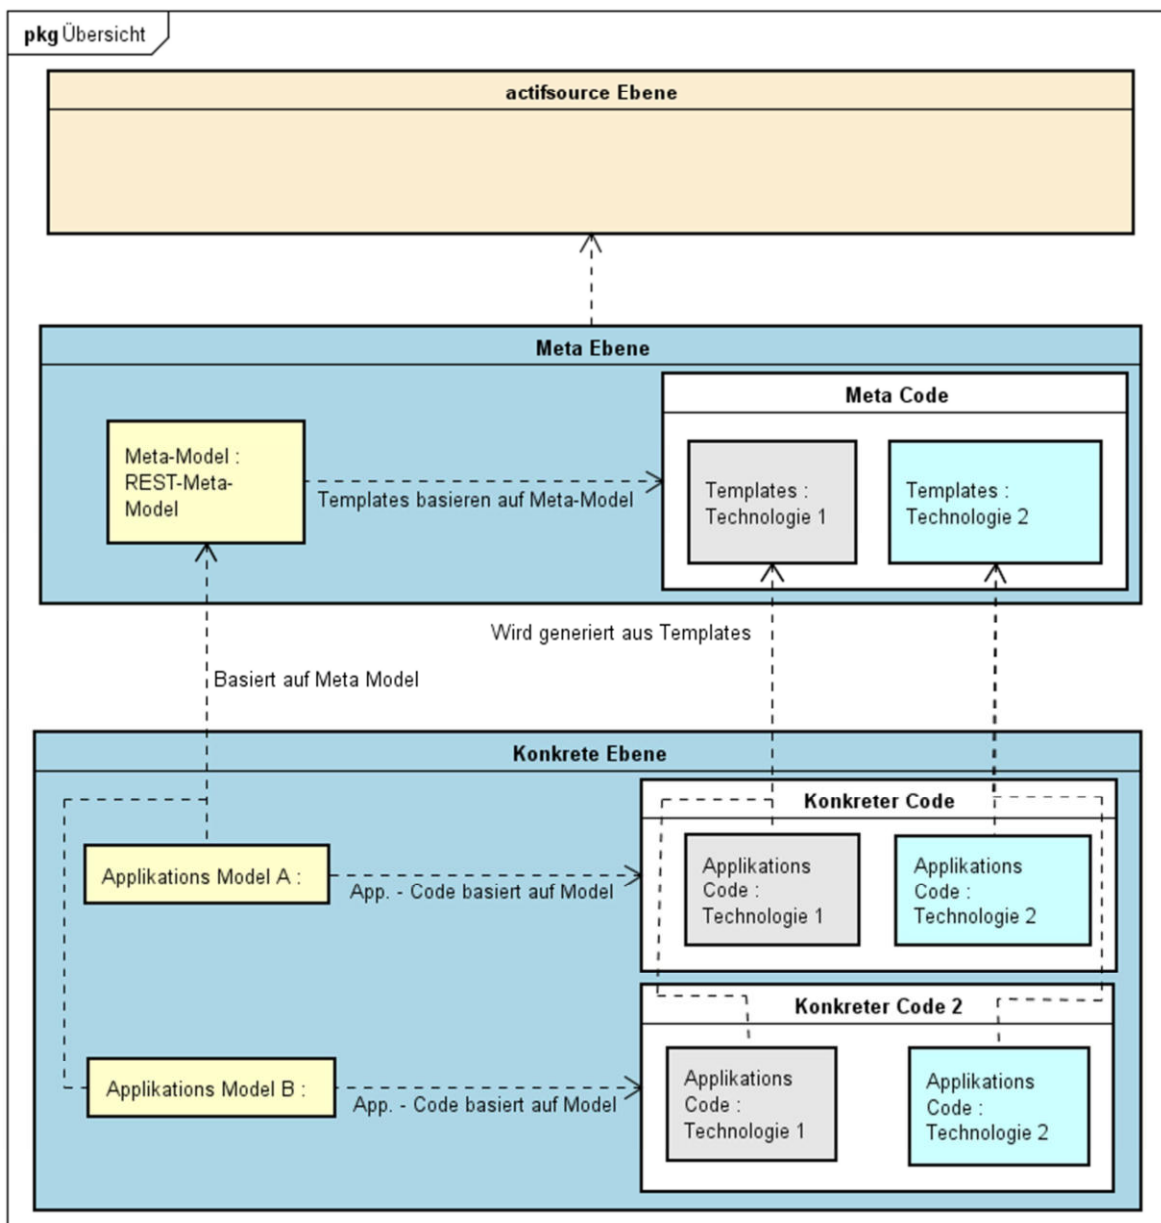 pkg Übersicht
actifsource Ebene
Meta Ebene
Meta Code
Meta-Model :
REST-Meta-
Model
Templates basieren auf Meta-Model
Templates :
Technologie 1
Templates :
Technologie 2
Wird generiert aus Templates
Basiert auf Meta Model
Konkrete Ebene
Konkreter Code
Applikations Model A :
App. - Code basiert auf Model
Applikations
Code :
Technologie 1
Applikations
Code :
Technologie 2
Konkreter Code 2
Applikations Model B :
App. - Code basiert auf Model
Applikations
Code :
Technologie 1
Applikations
Code :
Technologie 2